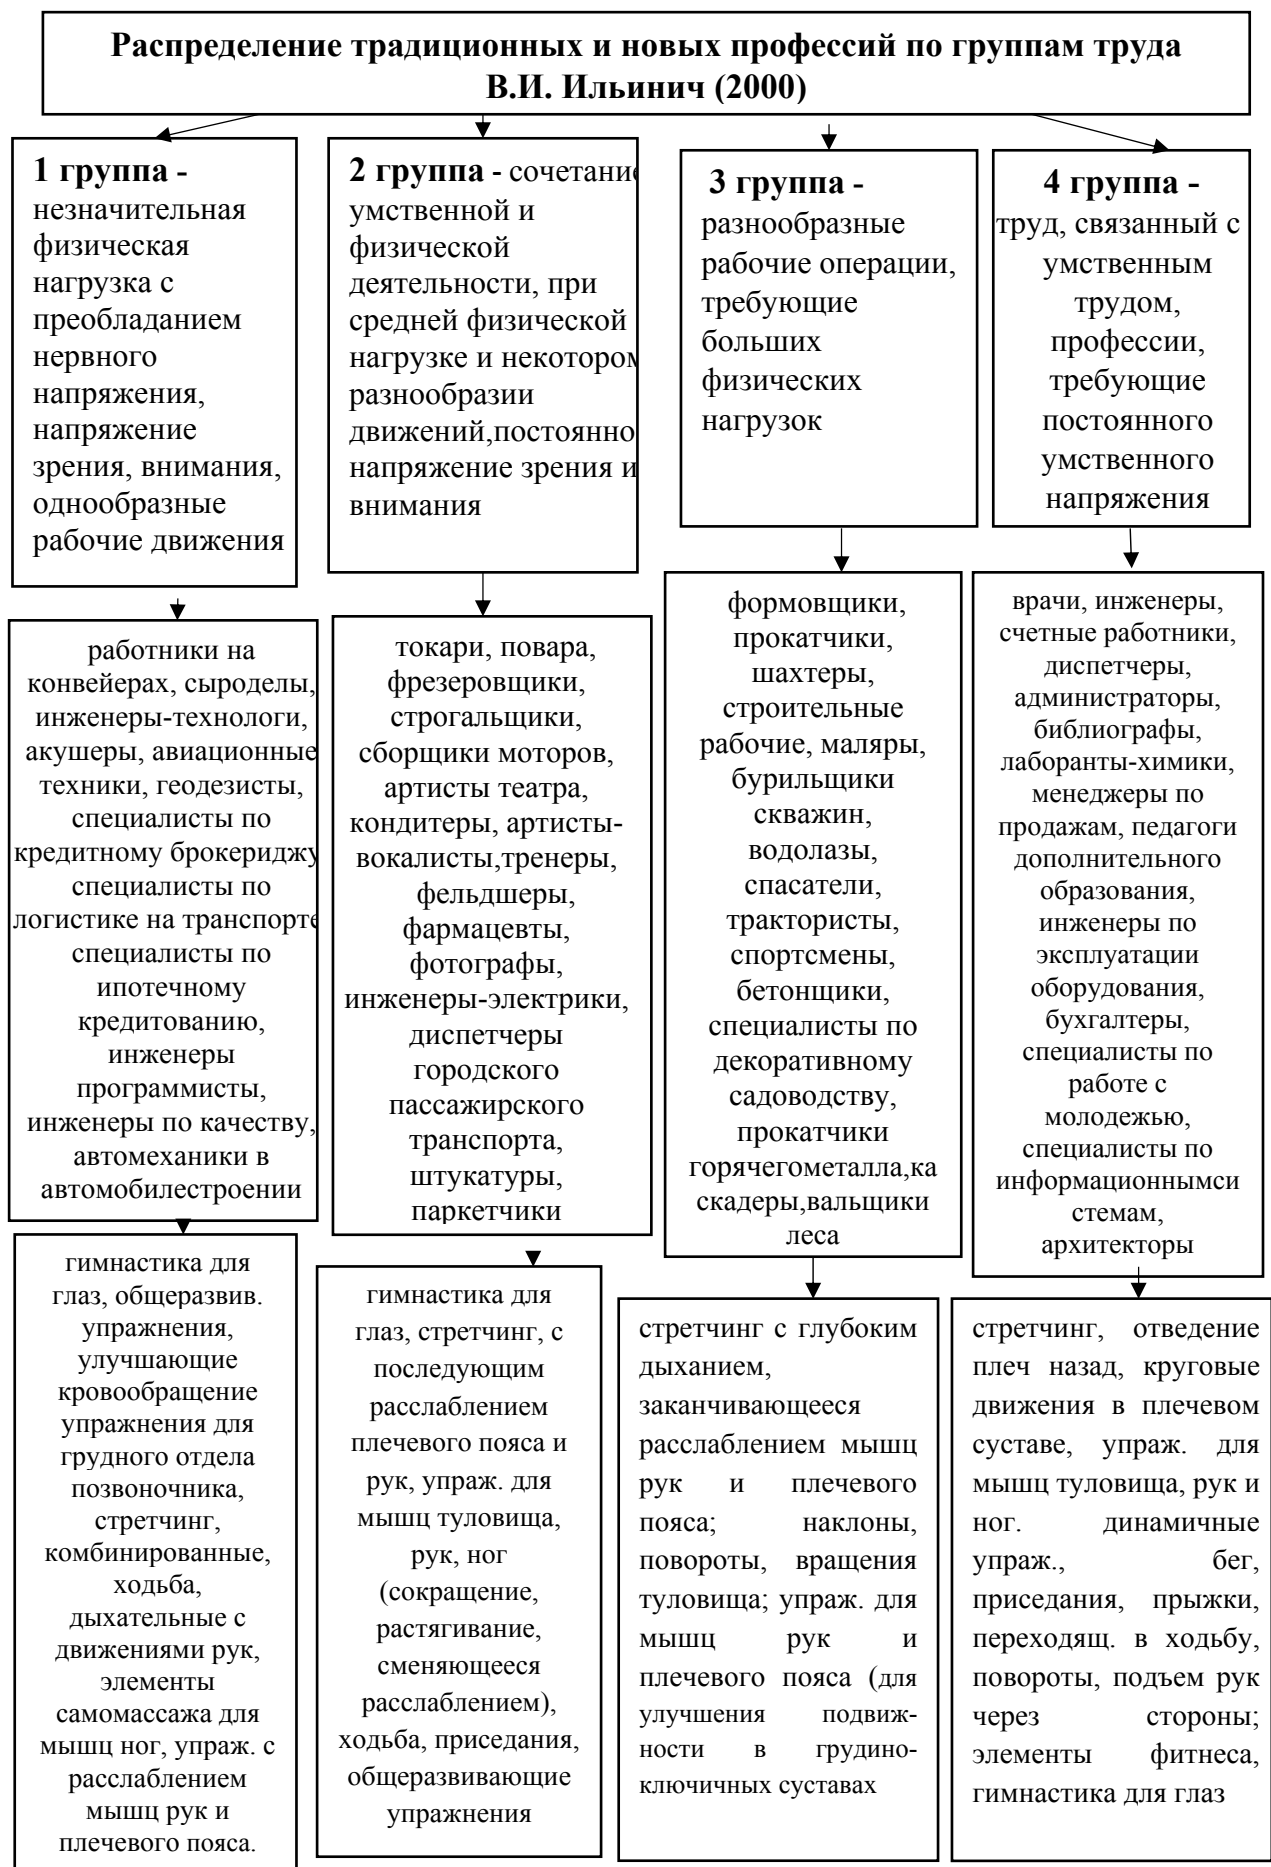 Распределение традиционных и новых профессий по группам труда
В.И. Ильинич (2000)
1 группа -
незначительная
физическая
нагрузка с
преобладанием
нервного
напряжения,
напряжение
зрения, внимания,
однообразные
рабочие движения
2 группа - сочетание
умственной и
физической
деятельности, при
средней физической
нагрузке и некотором
разнообразии
движений,постоянно
напряжение зрения и
внимания
3 группа -
разнообразные
рабочие операции,
требующие
больших
физических
нагрузок
4 группа -
труд, связанный с
умственным
трудом,
профессии,
требующие
постоянного
умственного
напряжения
работники на
конвейерах, сыроделы,
инженеры-технологи,
акушеры, авиационные
техники, геодезисты,
специалисты по
кредитному брокериджу
специалисты по
логистике на транспорте
специалисты по
ипотечному
кредитованию,
инженеры
программисты,
инженеры по качеству,
автомеханики в
автомобилестроении
токари, повара,
фрезеровщики,
строгальщики,
сборщики моторов,
артисты театра,
кондитеры, артисты-
вокалисты,тренеры,
фельдшеры,
фармацевты,
фотографы,
инженеры-электрики,
диспетчеры
городского
пассажирского
транспорта,
штукатуры,
паркетчики
формовщики,
прокатчики,
шахтеры,
строительные
рабочие, маляры,
бурильщики
скважин,
водолазы,
спасатели,
трактористы,
спортсмены,
бетонщики,
специалисты по
декоративному
садоводству,
прокатчики
горячегометалла,ка
скадеры,вальщики
леса
врачи, инженеры,
счетные работники,
диспетчеры,
администраторы,
библиографы,
лаборанты-химики,
менеджеры по
продажам, педагоги
дополнительного
образования,
инженеры по
эксплуатации
оборудования,
бухгалтеры,
специалисты по
работе с
молодежью,
специалисты по
информационнымси
стемам,
архитекторы
гимнастика для
глаз, общеразвив.
упражнения,
улучшающие
кровообращение
упражнения для
грудного отдела
позвоночника,
стретчинг,
комбинированные,
ходьба,
дыхательные с
движениями рук,
элементы
самомассажа для
мышц ног, упраж. с
расслаблением
мышц рук и
плечевого пояса.
гимнастика для
глаз, стретчинг, с
последующим
расслаблением
плечевого пояса и
рук, упраж. для
мышц туловища,
рук, ног
(сокращение,
растягивание,
сменяющееся
расслаблением),
ходьба, приседания,
общеразвивающие
упражнения
стретчинг с глубоким
дыханием,
заканчивающееся
расслаблением мышц
рук и плечевого
пояса; наклоны,
повороты, вращения
туловища; упраж. для
мышц рук и
плечевого пояса (для
улучшения подвиж-
ности в грудино-
ключичных суставах
стретчинг, отведение
плеч назад, круговые
движения в плечевом
суставе, упраж. для
мышц туловища, рук и
ног. динамичные
упраж., бег,
приседания, прыжки,
переходящ. в ходьбу,
повороты, подъем рук
через стороны;
элементы фитнеса,
гимнастика для глаз